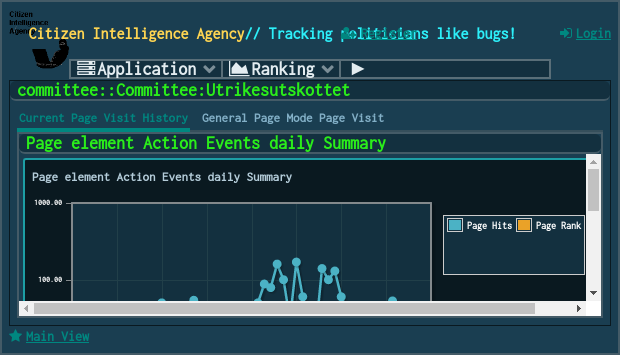 Citizen
Intelligence
Citizen Intelligence Agency// Tracking politicians like bugs!
Login
Application
Ranking
committee::Committee:Utrikesutskottet
Current Page Visit History
General Page Mode Page Visit
Page element Action Events daily Summary
Page element Action Events daily Summary
1000.00
Page Hits
Page Rank
100.00
Main View